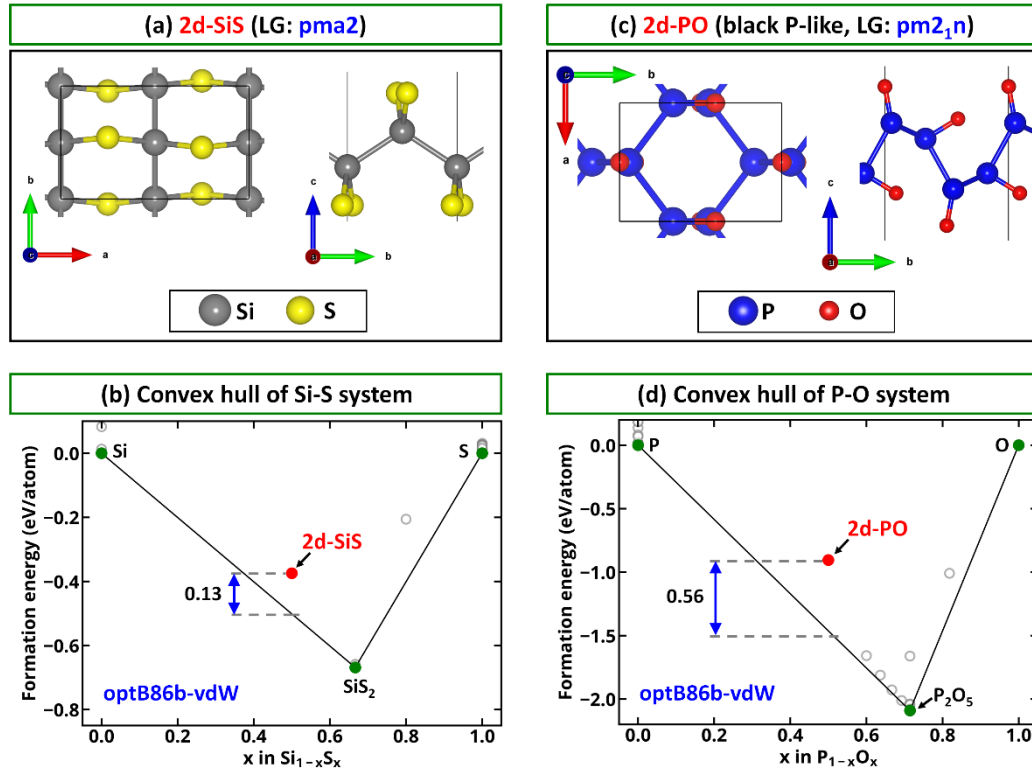 (a) 2d-SiS (LG: pma2)
b
a
c
a
b
Si
S
(b) Convex hull of Si-S system
Formation energy (eV/atom)
0.0
−0.2
−0.4
−0.6
−0.8
Si
S
2d-SiS
0.13
SiS₂
optB86b-vdW
0.0 0.2 0.4 0.6 0.8 1.0
x in Si₁₋ₓSₓ
(c) 2d-PO (black P-like, LG: pm2₁n)
b
a
c
a
b
P
O
(d) Convex hull of P-O system
Formation energy (eV/atom)
0.0
−0.5
−1.0
−1.5
−2.0
P
O
2d-PO
0.56
P₂O₅
optB86b-vdW
0.0 0.2 0.4 0.6 0.8 1.0
x in P₁₋ₓOₓ